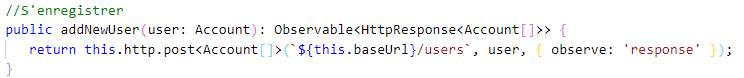 //S'enregistrer
public addNewUser(user: Account): Observable<HttpResponse<Account[]>> {
return this.http.post<Account[]>(`${this.baseUrl}/users`, user, { observe: 'response' });
}